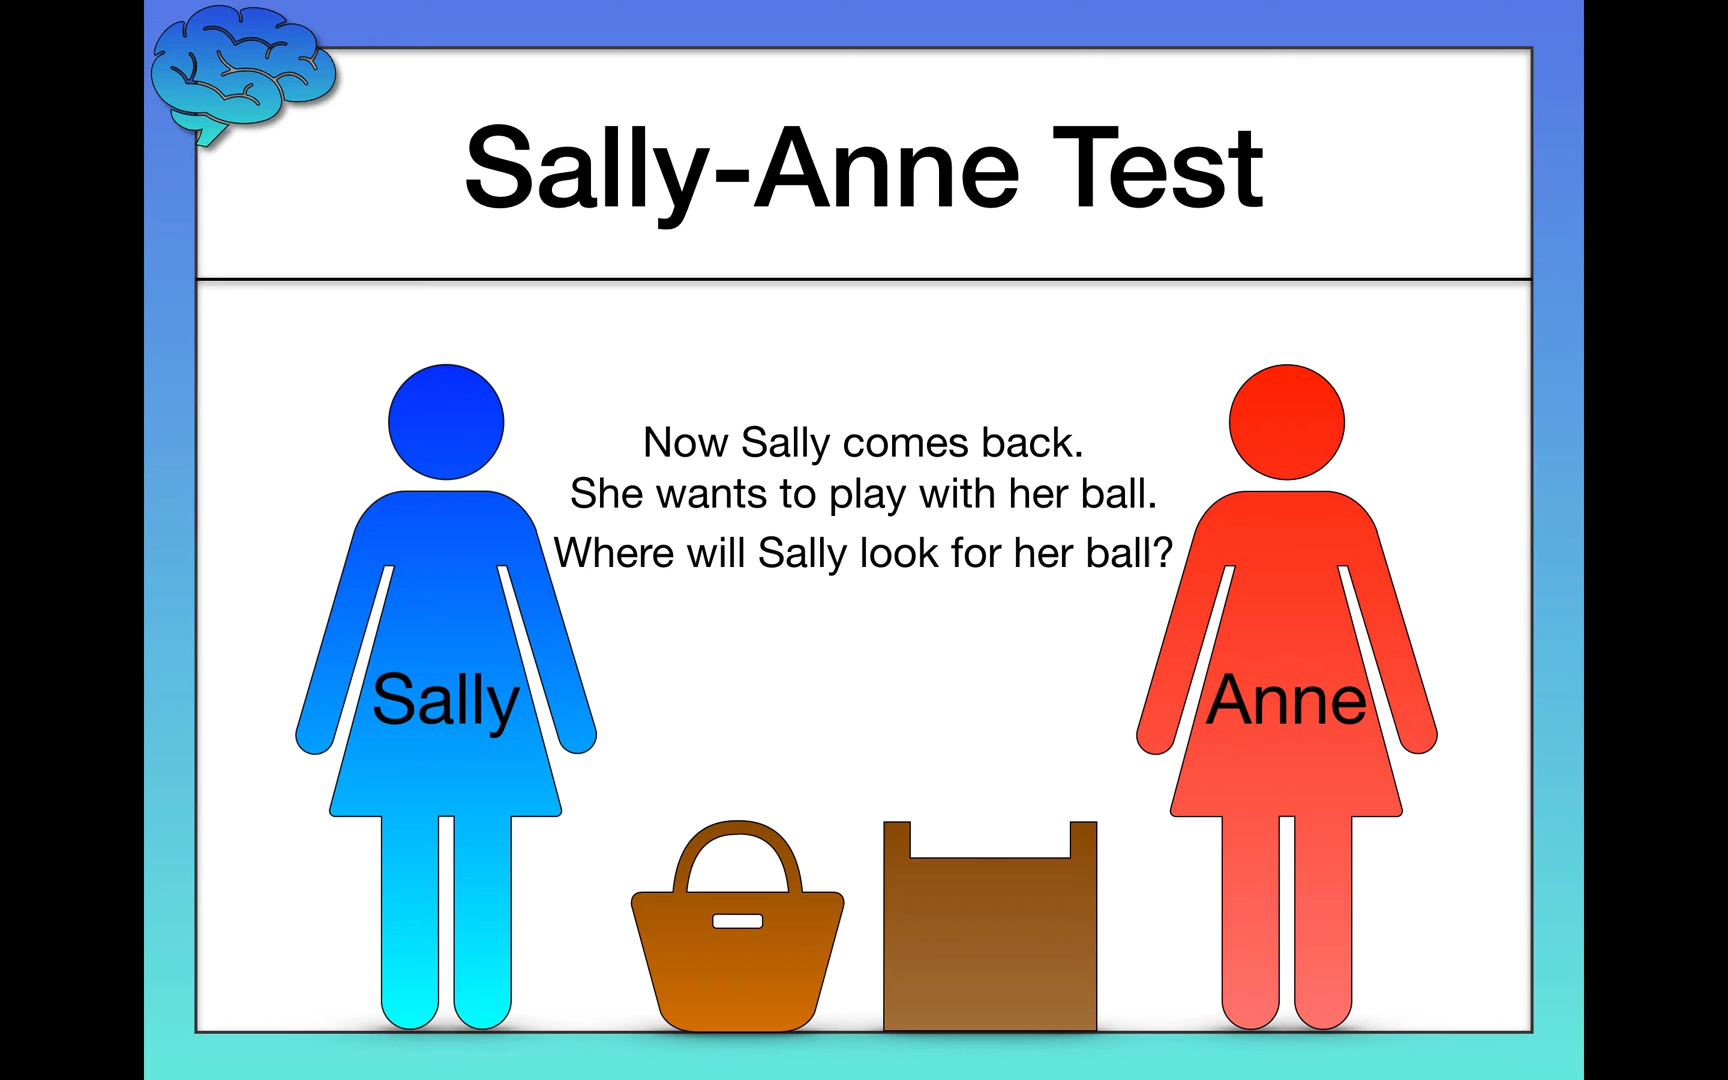 Sally-Anne Test
Now Sally comes back.
She wants to play with her ball.
Where will Sally look for her ball?
Sally
Anne